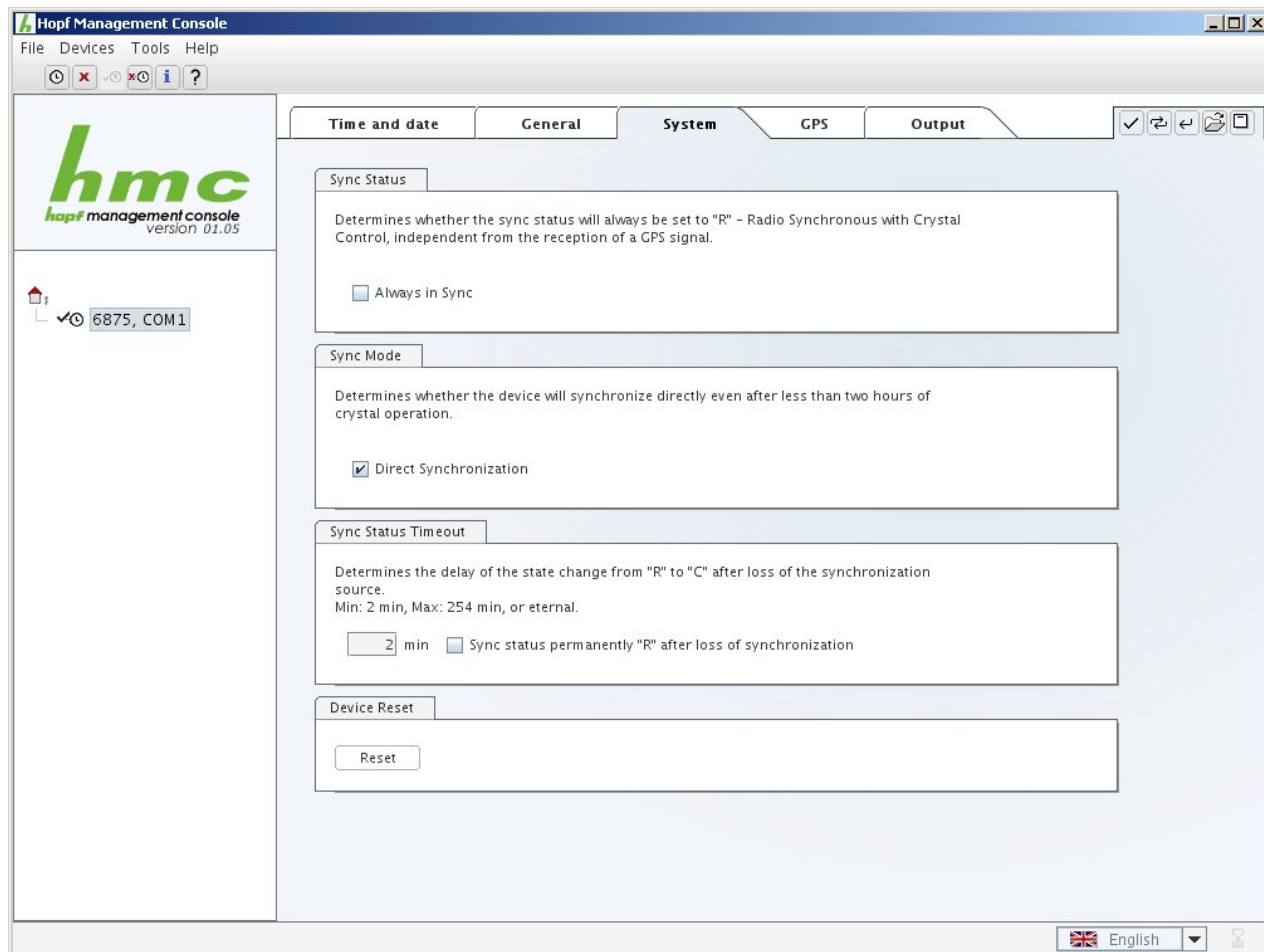 Hopf Management Console
File Devices Tools Help
hmc
hopf management console
version 01.05
6875, COM1
Time and date General System GPS Output
Sync Status
Determines whether the sync status will always be set to "R" - Radio Synchronous with Crystal
Control, independent from the reception of a GPS signal.
Always in Sync
Sync Mode
Determines whether the device will synchronize directly even after less than two hours of
crystal operation.
Direct Synchronization
Sync Status Timeout
Determines the delay of the state change from "R" to "C" after loss of the synchronization
source.
Min: 2 min, Max: 254 min, or eternal.
2 min Sync status permanently "R" after loss of synchronization
Device Reset
Reset
English